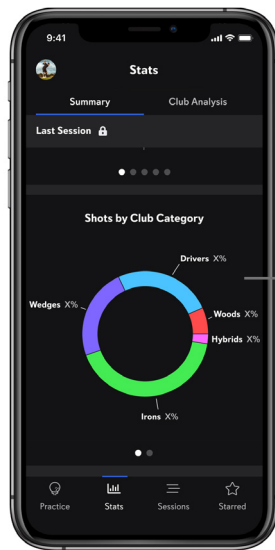 9:41
Stats
Summary Club Analysis
Last Session
Shots by Club Category
Drivers X%
Wedges X%
Woods X%
Hybrids X%
Irons X%
Practice Stats Sessions Starred